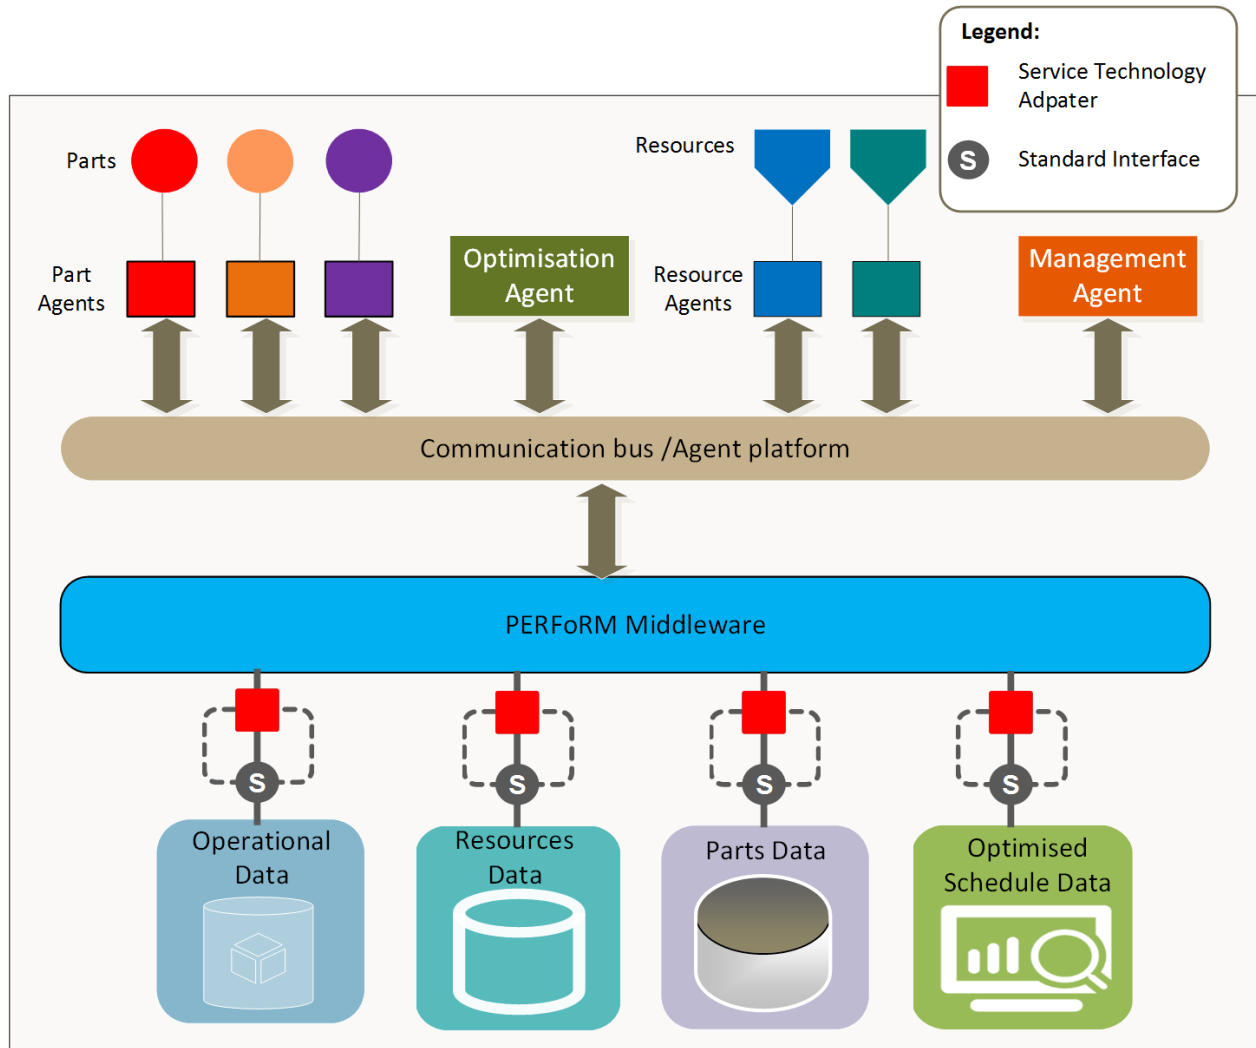 Legend:
Service Technology
Adpater
S
Standard Interface
Parts
Resources
Part
Agents
Optimisation
Agent
Resource
Agents
Management
Agent
Communication bus /Agent platform
PERFoRM Middleware
S
S
S
S
Operational
Data
Resources
Data
Parts Data
Optimised
Schedule Data